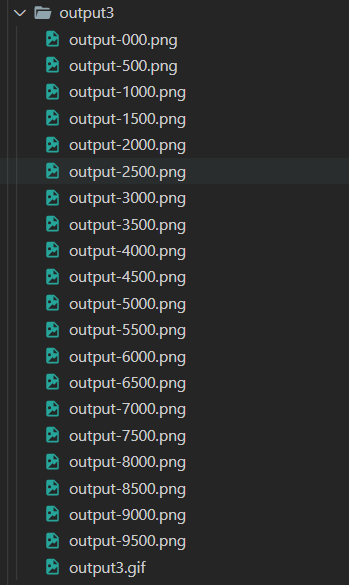 output3
output-000.png
output-500.png
output-1000.png
output-1500.png
output-2000.png
output-2500.png
output-3000.png
output-3500.png
output-4000.png
output-4500.png
output-5000.png
output-5500.png
output-6000.png
output-6500.png
output-7000.png
output-7500.png
output-8000.png
output-8500.png
output-9000.png
output-9500.png
output3.gif